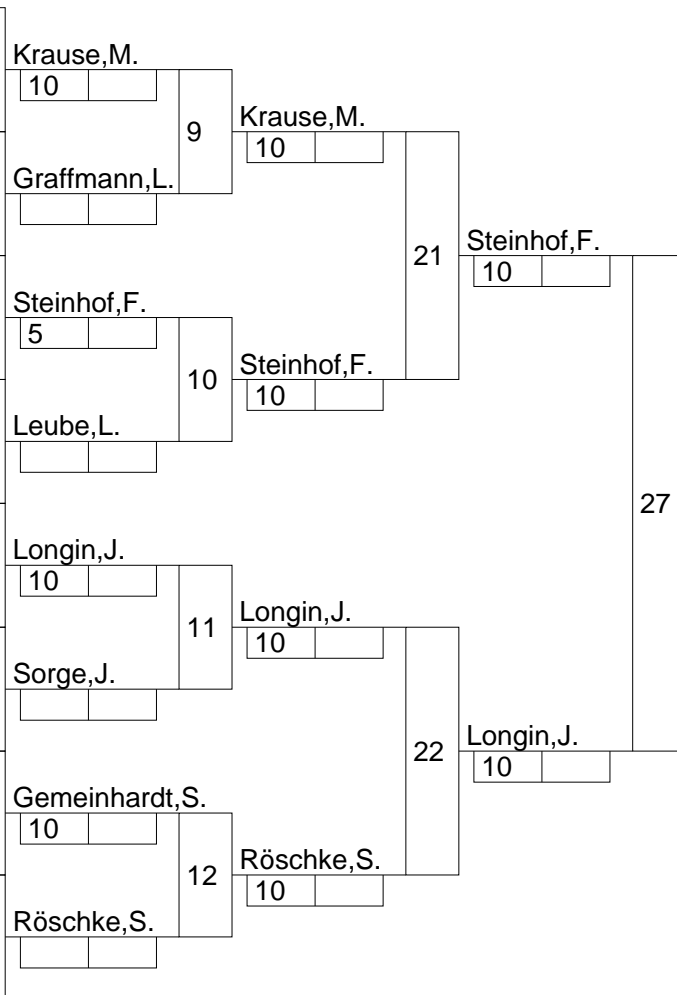 Krause,M.
10
9
Krause,M.
10
Graffmann,L.
21
Steinhof,F.
10
Steinhof,F.
5
10
Steinhof,F.
10
Leube,L.
27
Longin,J.
10
11
Longin,J.
10
Sorge,J.
22
Longin,J.
10
Gemeinhardt,S.
10
12
Röschke,S.
10
Röschke,S.